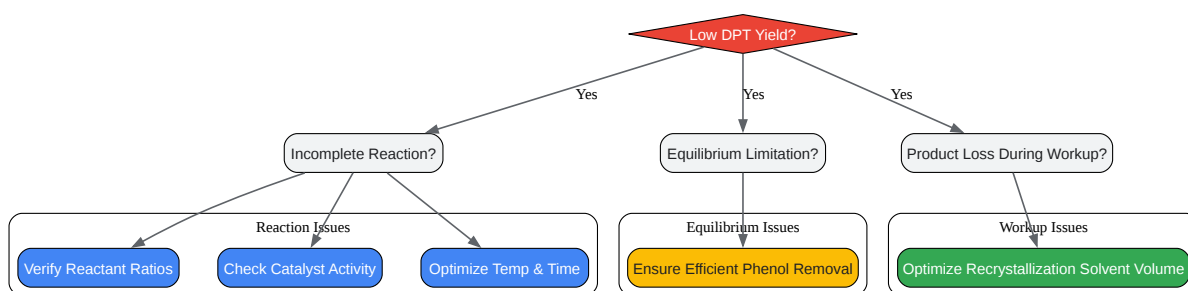 Low DPT Yield?
Yes
Yes
Yes
Incomplete Reaction?
Equilibrium Limitation?
Product Loss During Workup?
Reaction Issues
Equilibrium Issues
Workup Issues
Verify Reactant Ratios
Check Catalyst Activity
Optimize Temp & Time
Ensure Efficient Phenol Removal
Optimize Recrystallization Solvent Volume